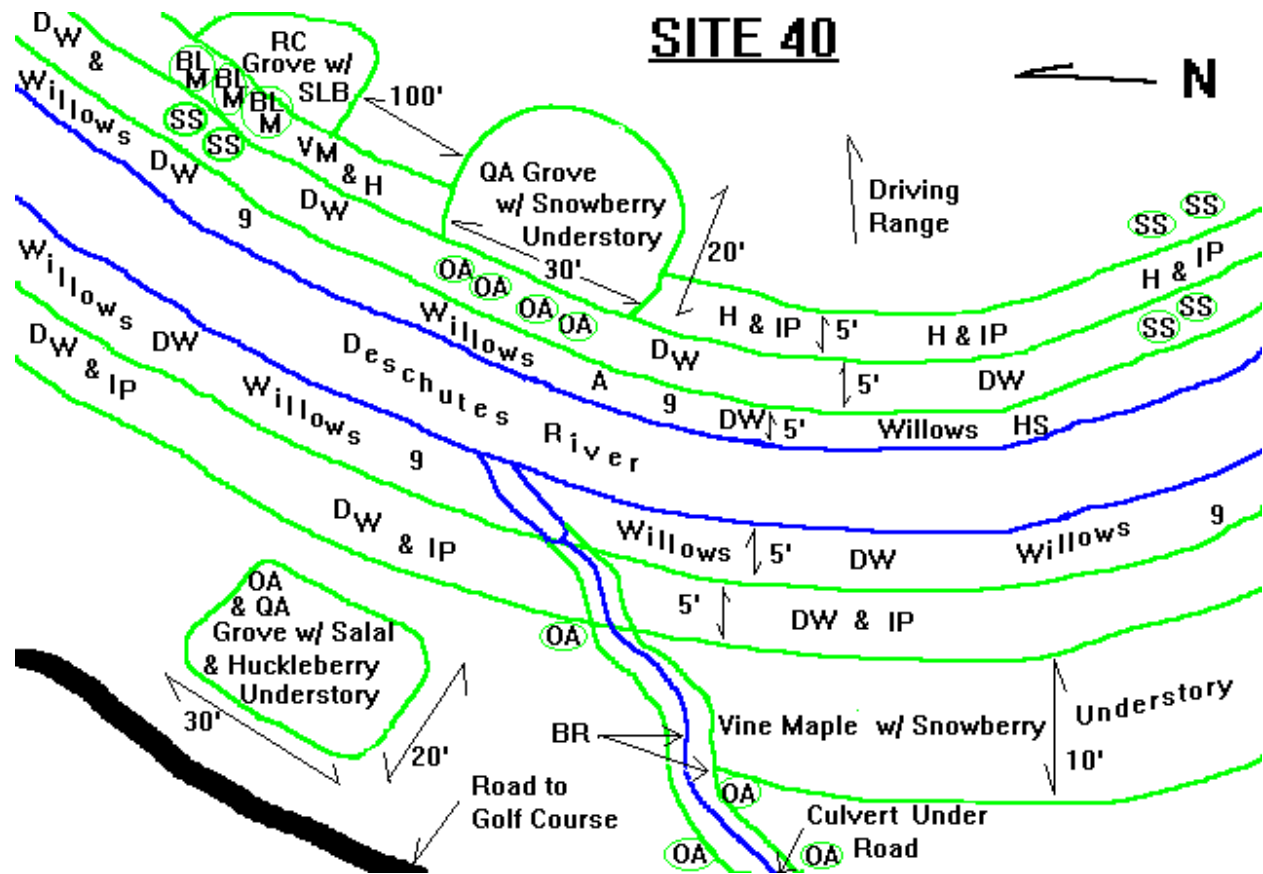 SITE 40
N
DW
&
Willows
DW
9
DW
BL
M
BL
M
BL
M
SS
SS
RC
Grove w/
SLB
100'
VM
& H
QA Grove
w/ Snowberry
Understory
30'
20'
Driving
Range
SS
SS
H & IP
SS
SS
OA
OA
OA
OA
H & IP
5'
H & IP
DW
5'
DW
Willows
A
9
DW
5'
Willows
HS
Deschutes
River
Willows
DW
Willows
9
Willows
5'
DW
Willows
9
DW
& IP
DW
& IP
5'
DW & IP
OA
& QA
Grove w/ Salal
& Huckleberry
Understory
30'
20'
OA
BR
Vine Maple w/ Snowberry
Understory
10'
Road to
Golf Course
OA
OA
OA
Culvert Under
Road